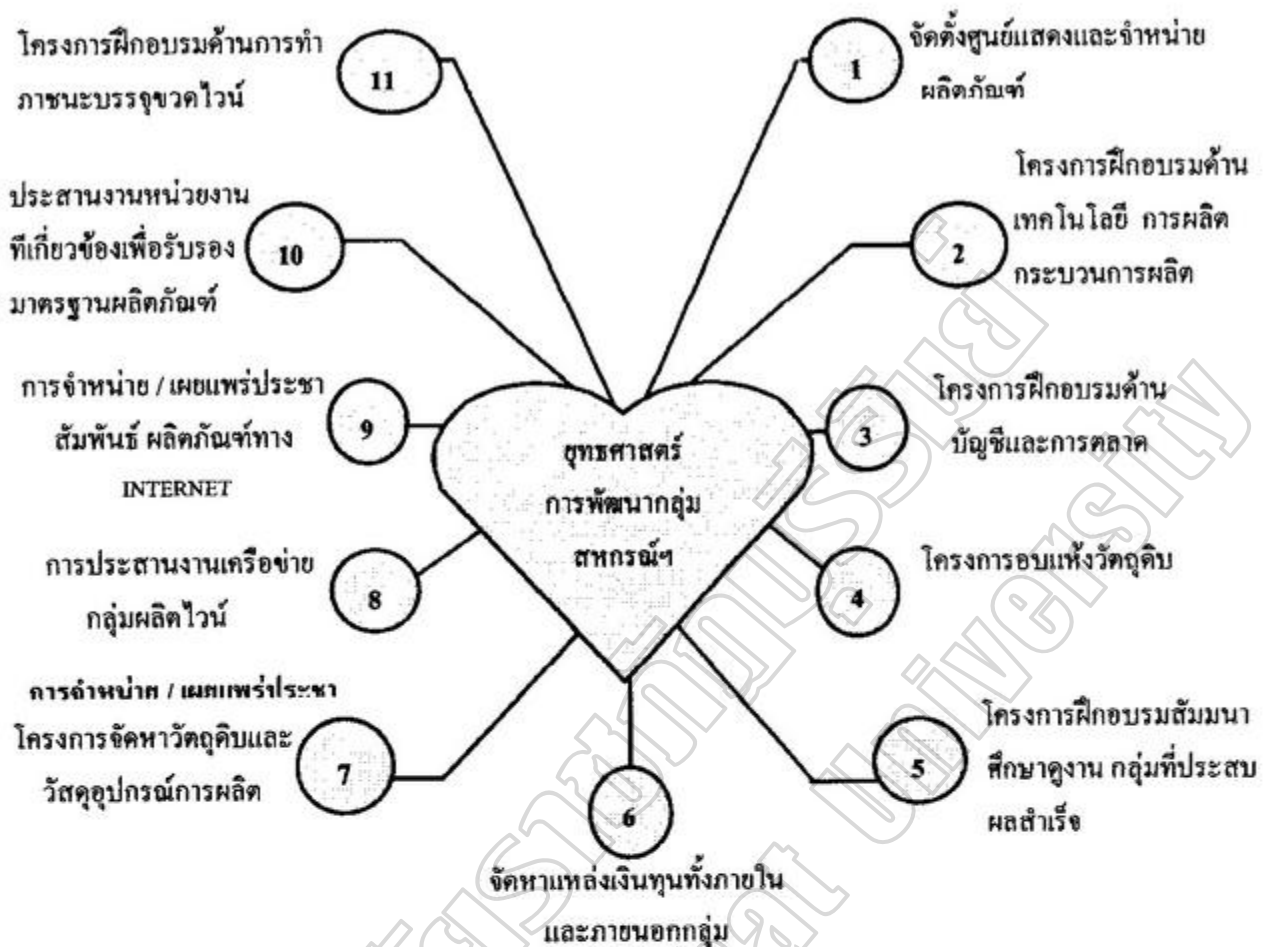 โครงการฝึกอบรมด้านการทำ
ภาชนะบรรจุขวดไวน์
11
1
จัดตั้งศูนย์แสดงและจำหน่าย
ผลิตภัณฑ์
ประสานงานหน่วยงาน
ที่เกี่ยวข้องเพื่อรับรอง
มาตรฐานผลิตภัณฑ์
10
2
โครงการฝึกอบรมด้าน
เทคโนโลยี การผลิต
กระบวนการผลิต
การจำหน่าย / เผยแพร่ประชา
สัมพันธ์ ผลิตภัณฑ์ทาง
INTERNET
9
ยุทธศาสตร์
การพัฒนากลุ่ม
สหกรณ์ฯ
3
โครงการฝึกอบรมด้าน
บัญชีและการตลาด
การประสานงานเครือข่าย
กลุ่มผลิตไวน์
8
4
โครงการอบแห้งวัตถุดิบ
การจำหน่าย / เผยแพร่ประชา
โครงการจัดหาวัตถุดิบและ
วัสดุอุปกรณ์การผลิต
7
5
โครงการฝึกอบรมสัมมนา
ศึกษาดูงาน กลุ่มที่ประสบ
ผลสำเร็จ
6
จัดหาแหล่งเงินทุนทั้งภายใน
และภายนอกกลุ่ม
University